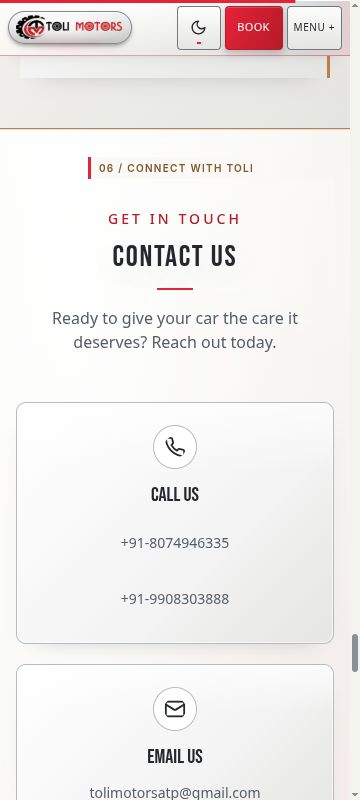 TOLI MOTORS
BOOK
MENU +
06 / CONNECT WITH TOLI
GET IN TOUCH
CONTACT US
Ready to give your car the care it
deserves? Reach out today.
CALL US
+91-8074946335
+91-9908303888
EMAIL US
tolimotorsatp@gmail.com